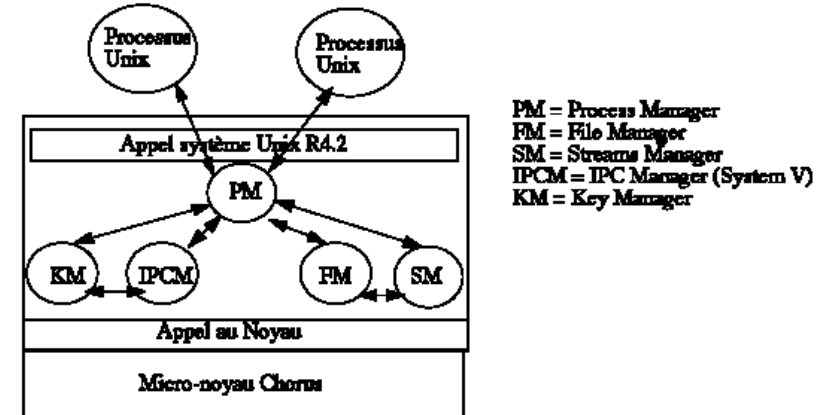 Processus
Unix
Processus
Unix
PM = Process Manager
FM = File Manager
SM = Streams Manager
IPCM = IPC Manager (System V)
KM = Key Manager
Appel système Unix R4.2
PM
KM
IPCM
FM
SM
Appel au Noyau
Micro-noyau Chorus